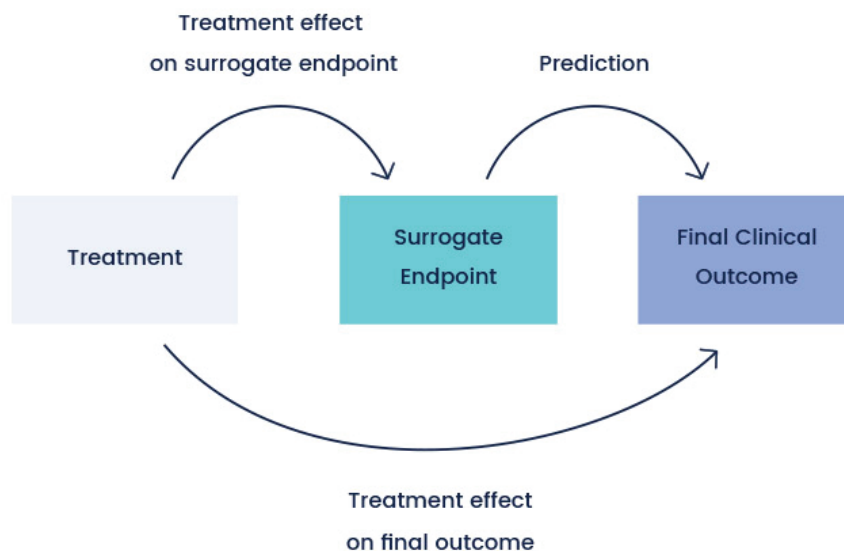 Treatment effect
on surrogate endpoint
Prediction
Treatment
Surrogate
Endpoint
Final Clinical
Outcome
Treatment effect
on final outcome